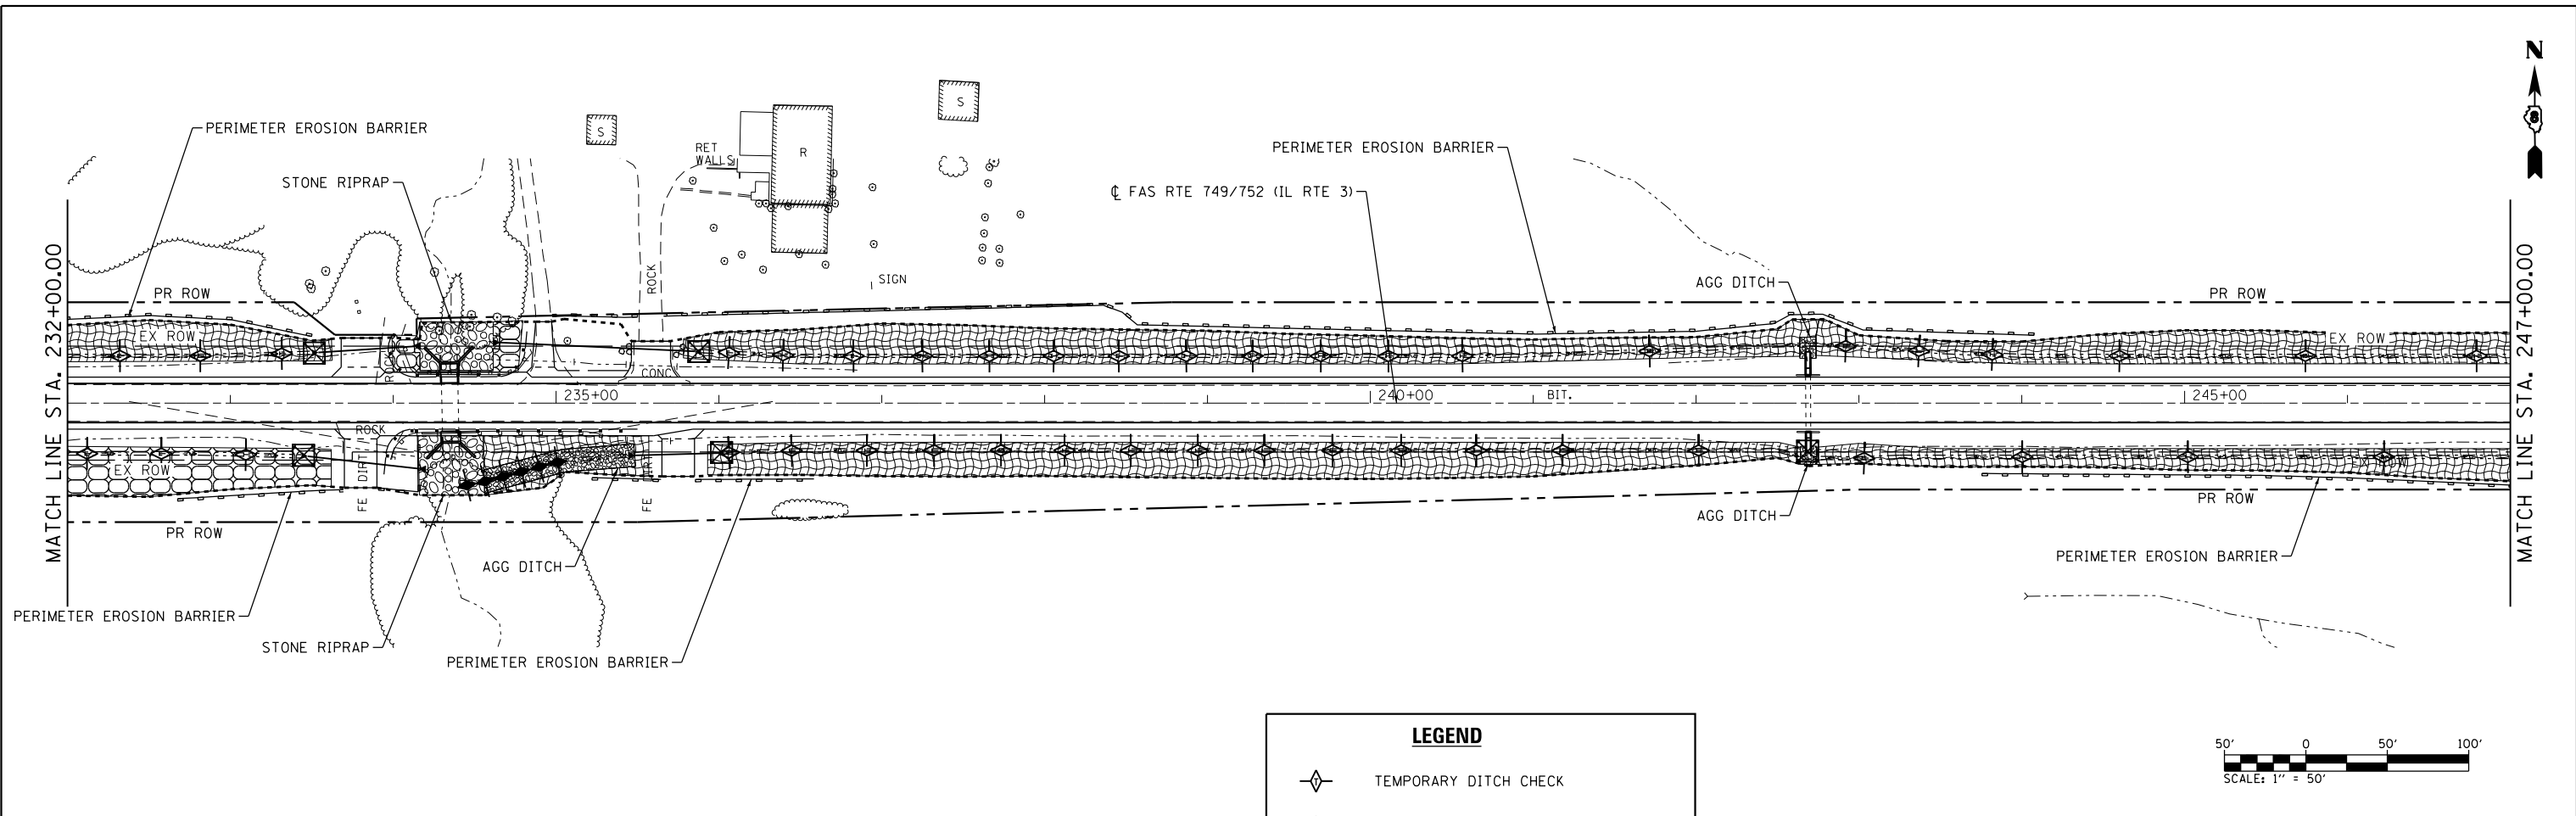 N
8
PERIMETER EROSION BARRIER
STONE RIPRAP
S
RET
WALLS
R
S
PERIMETER EROSION BARRIER
℄ FAS RTE 749/752 (IL RTE 3)
AGG DITCH
MATCH LINE STA. 232+00.00
MATCH LINE STA. 247+00.00
PR ROW
ROCK
SIGN
PR ROW
EX ROW
EX ROW
CONC.
235+00
240+00
BIT.
245+00
ROCK
EX ROW
FE DIRT
FE
EX ROW
PR ROW
PR ROW
AGG DITCH
AGG DITCH
PERIMETER EROSION BARRIER
PERIMETER EROSION BARRIER
STONE RIPRAP
PERIMETER EROSION BARRIER
LEGEND
TEMPORARY DITCH CHECK
50' 0 50' 100'
SCALE: 1" = 50'